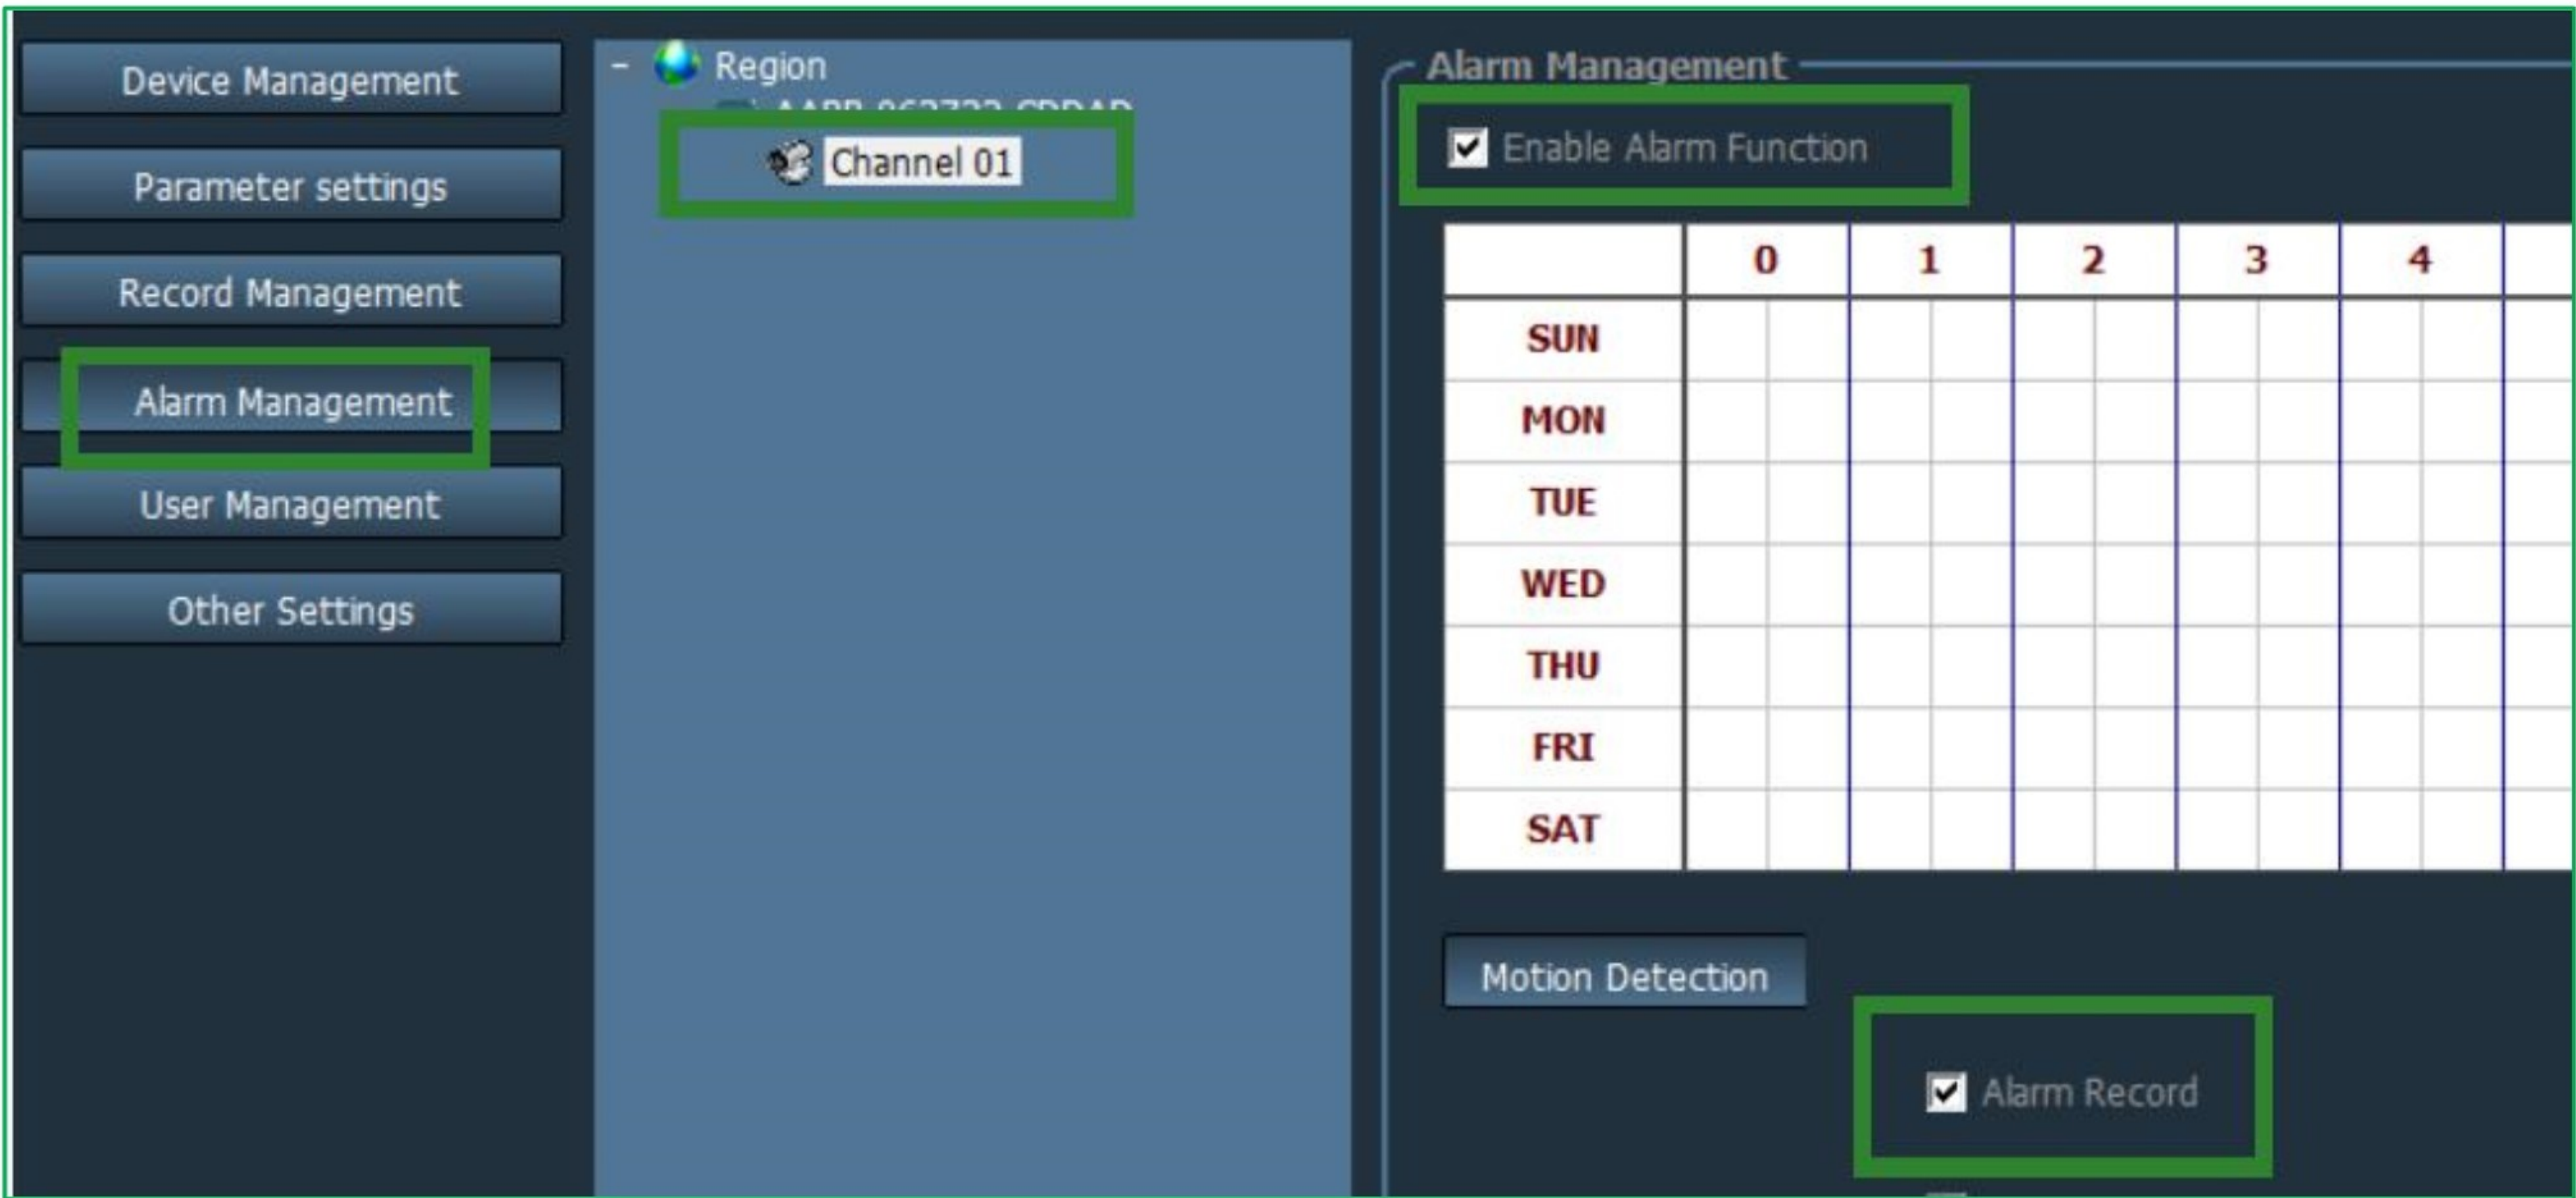 Device Management
Parameter settings
Record Management
Alarm Management
User Management
Other Settings
Region
Channel 01
Alarm Management
Enable Alarm Function
0 1 2 3 4
SUN
MON
TUE
WED
THU
FRI
SAT
Motion Detection
Alarm Record